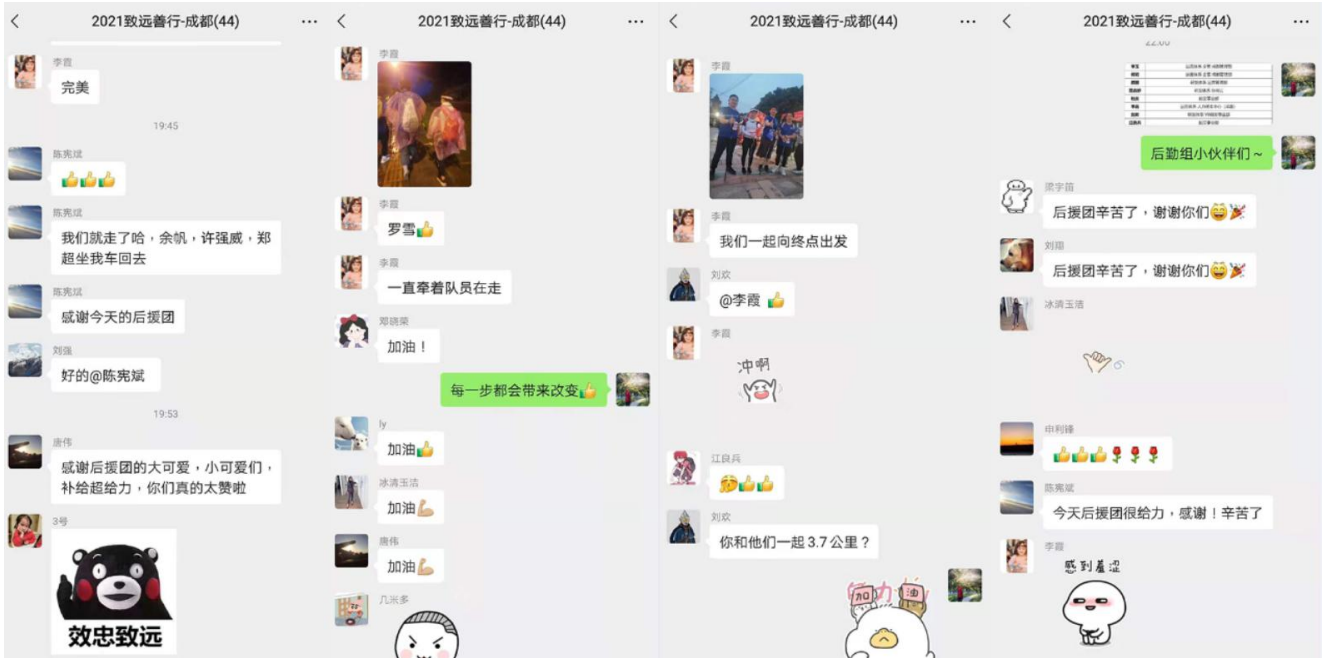 2021致远善行-成都(44)
李霞
完美
19:45
陈宪斌
👍👍👍
陈宪斌
我们就走了哈，余帆，许强威，郑
超坐我车回去
陈宪斌
感谢今天的后援团
刘强
好的@陈宪斌
19:53
唐伟
感谢后援团的大可爱，小可爱们，
补给超给力，你们真的太赞啦
3号
效忠致远
2021致远善行-成都(44)
李霞
李霞
罗雪👍
李霞
一直牵着队员在走
邓晓荣
加油！
每一步都会带来改变👍
ly
加油👍
冰清玉洁
加油💪
唐伟
加油💪
几米多
2021致远善行-成都(44)
李霞
李霞
我们一起向终点出发
刘欢
@李霞 👍
李霞
冲啊
江良兵
👍👍
刘欢
你和他们一起 3.7 公里？
加油
2021致远善行-成都(44)
22:00
后勤组小伙伴们～
梁宇笛
后援团辛苦了，谢谢你们😄🎉
刘翔
后援团辛苦了，谢谢你们😄🎉
冰清玉洁
申利臻
👍👍👍🌹🌹🌹
陈宪斌
今天后援团很给力，感谢！辛苦了
李霞
感到羞涩